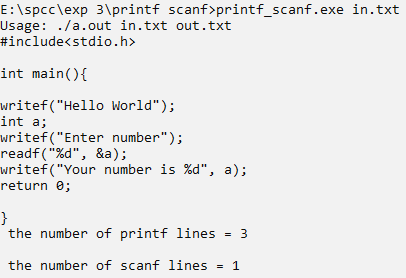 E:\spcc\exp 3\printf scanf>printf_scanf.exe in.txt
Usage: ./a.out in.txt out.txt
#include<stdio.h>
int main(){
writef("Hello World");
int a;
writef("Enter number");
readf("%d", &a);
writef("Your number is %d", a);
return 0;
}
the number of printf lines = 3
the number of scanf lines = 1